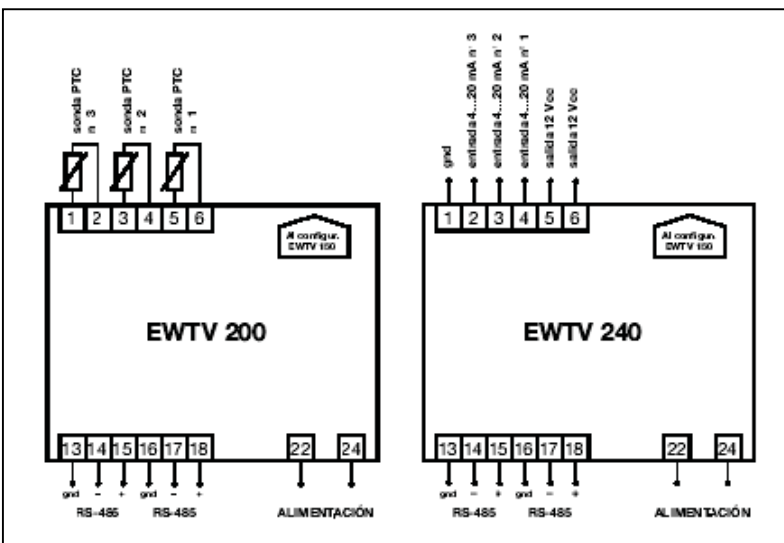 sonda PTC
n 3
sonda PTC
n 2
sonda PTC
n 1
1 2 3 4 5 6
Al configur.
EWTV 150
EWTV 200
13 14 15 16 17 18 22 24
gnd - + gnd - +
RS-485 RS-485 ALIMENTACIÓN
gnd
entrada 4...20 mA n° 3
entrada 4...20 mA n° 2
entrada 4...20 mA n° 1
salida 12 Vcc
salida 12 Vcc
1 2 3 4 5 6
Al configur.
EWTV 150
EWTV 240
13 14 15 16 17 18 22 24
gnd - + gnd - +
RS-485 RS-485 ALIMENTACIÓN